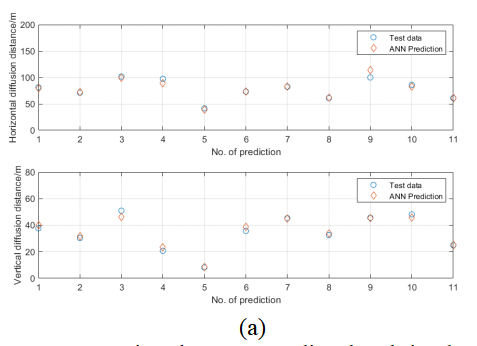 Horizontal diffusion distance/m
200
150
100
50
0
Test data
ANN Prediction
1 2 3 4 5 6 7 8 9 10 11
No. of prediction
Vertical diffusion distance/m
80
60
40
20
0
Test data
ANN Prediction
1 2 3 4 5 6 7 8 9 10 11
No. of prediction
(a)